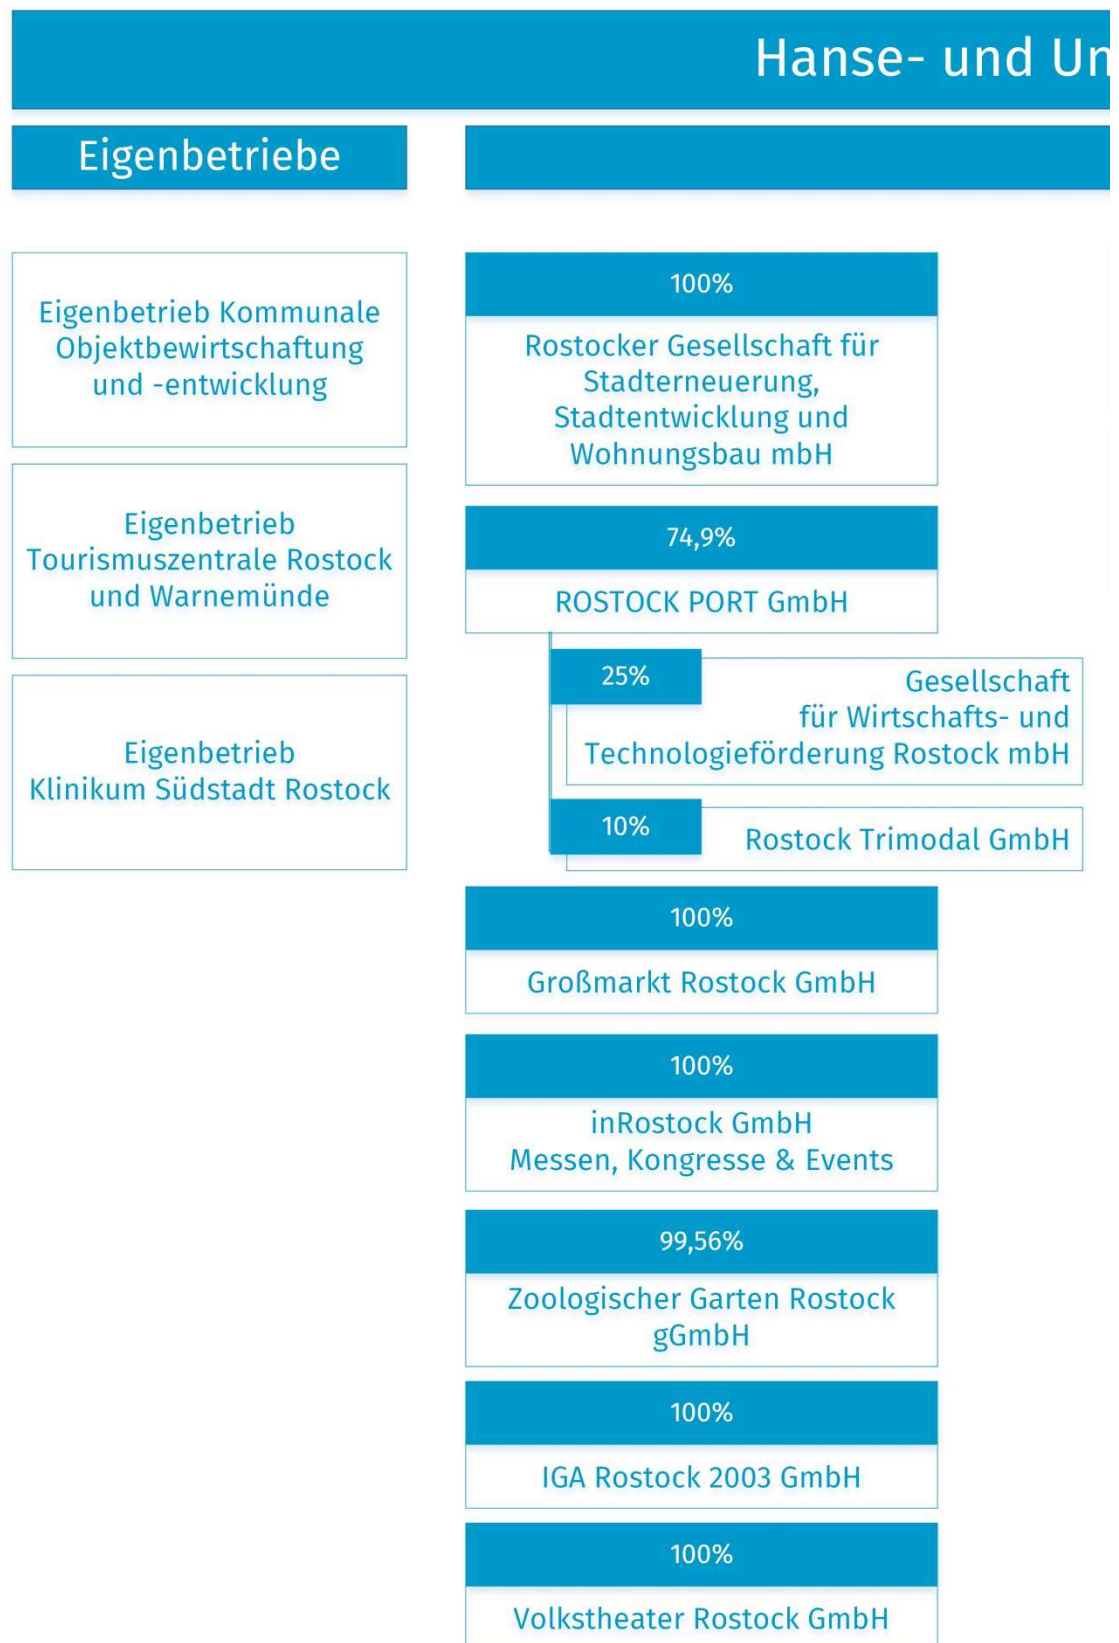 Hanse- und Un
Eigenbetriebe
Eigenbetrieb Kommunale
Objektbewirtschaftung
und -entwicklung
Eigenbetrieb
Tourismuszentrale Rostock
und Warnemünde
Eigenbetrieb
Klinikum Südstadt Rostock
100%
Rostocker Gesellschaft für
Stadterneuerung,
Stadtentwicklung und
Wohnungsbau mbH
74,9%
ROSTOCK PORT GmbH
25%
Gesellschaft
für Wirtschafts- und
Technologieförderung Rostock mbH
10%
Rostock Trimodal GmbH
100%
Großmarkt Rostock GmbH
100%
inRostock GmbH
Messen, Kongresse & Events
99,56%
Zoologischer Garten Rostock
gGmbH
100%
IGA Rostock 2003 GmbH
100%
Volkstheater Rostock GmbH